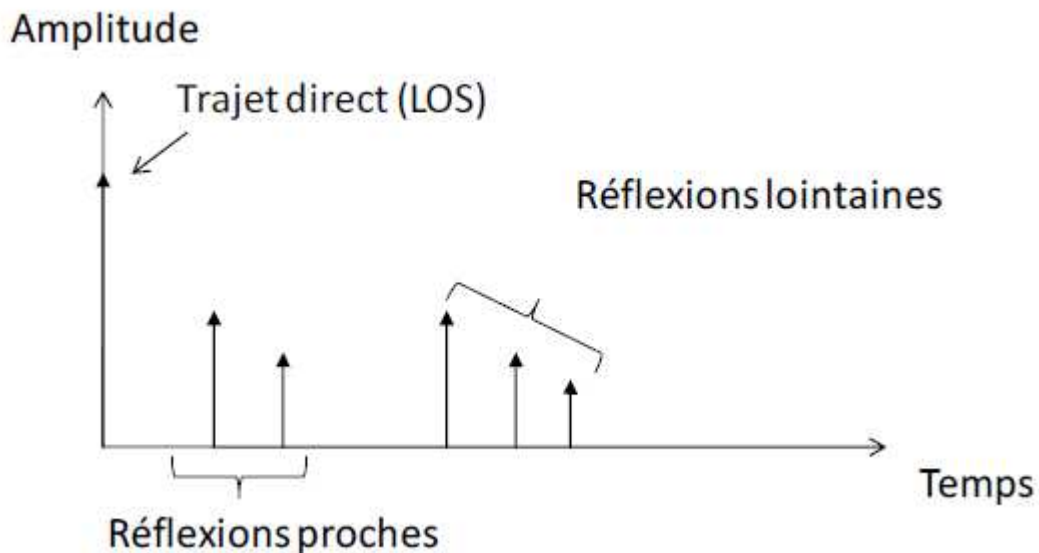 Amplitude
Trajet direct (LOS)
Réflexions lointaines
Temps
Réflexions proches